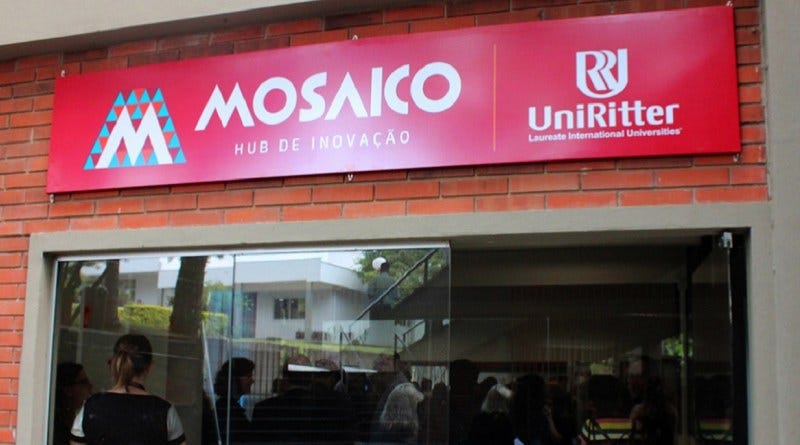 M
MOSAICO
HUB DE INOVAÇÃO
UniRitter
Laureate International Universities®